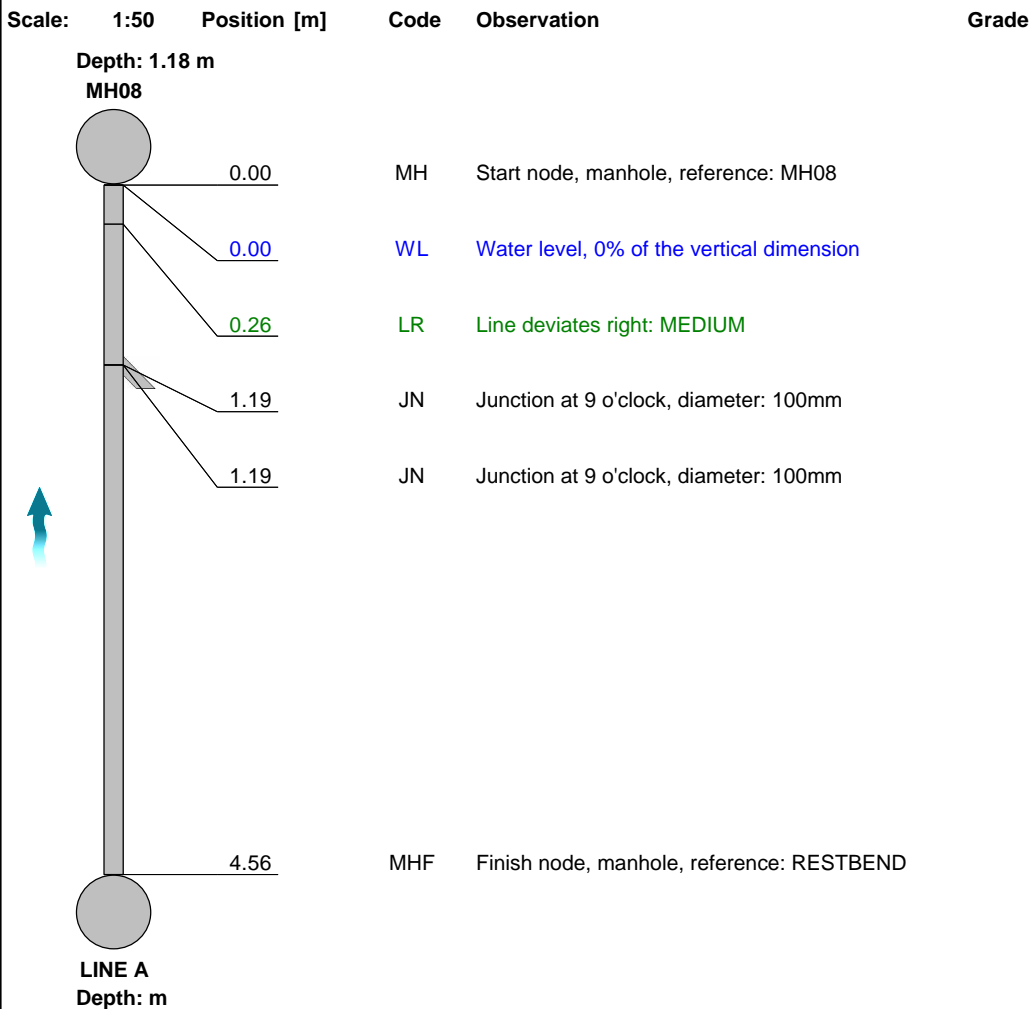 Scale: 1:50 Position [m] Code Observation Grade
Depth: 1.18 m
MH08
0.00 MH Start node, manhole, reference: MH08
0.00 WL Water level, 0% of the vertical dimension
0.26 LR Line deviates right: MEDIUM
1.19 JN Junction at 9 o'clock, diameter: 100mm
1.19 JN Junction at 9 o'clock, diameter: 100mm
4.56 MHF Finish node, manhole, reference: RESTBEND
LINE A
Depth: m